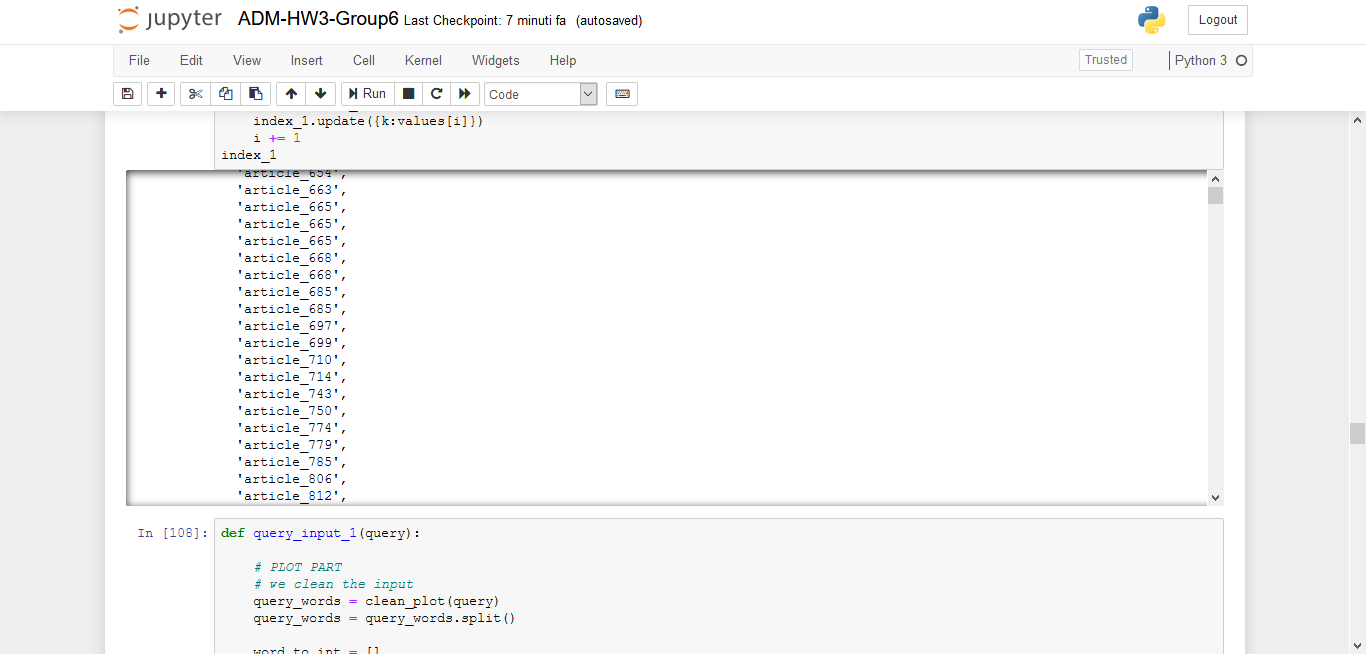 jupyter ADM-HW3-Group6 Last Checkpoint: 7 minuti fa (autosaved) Logout
File Edit View Insert Cell Kernel Widgets Help Trusted Python 3
Run Code
index_1.update({k:values[i]})
i += 1
index_1
'article_654',
'article_663',
'article_665',
'article_665',
'article_665',
'article_668',
'article_668',
'article_685',
'article_685',
'article_697',
'article_699',
'article_710',
'article_714',
'article_743',
'article_750',
'article_774',
'article_779',
'article_785',
'article_806',
'article_812',
In [108]: def query_input_1(query):
# PLOT PART
# we clean the input
query_words = clean_plot(query)
query_words = query_words.split()
word_to_int = []